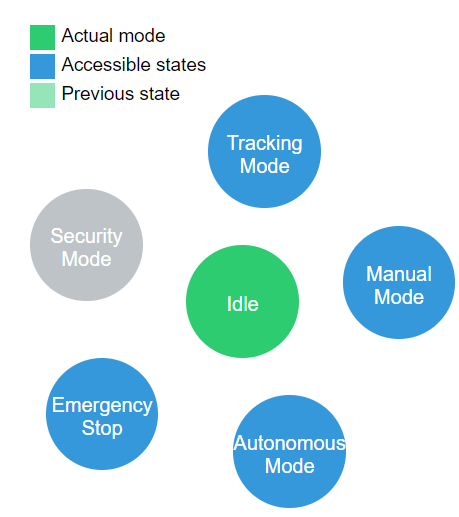 Actual mode
Accessible states
Previous state
Tracking
Mode
Security
Mode
Manual
Mode
Idle
Emergency
Stop
Autonomous
Mode